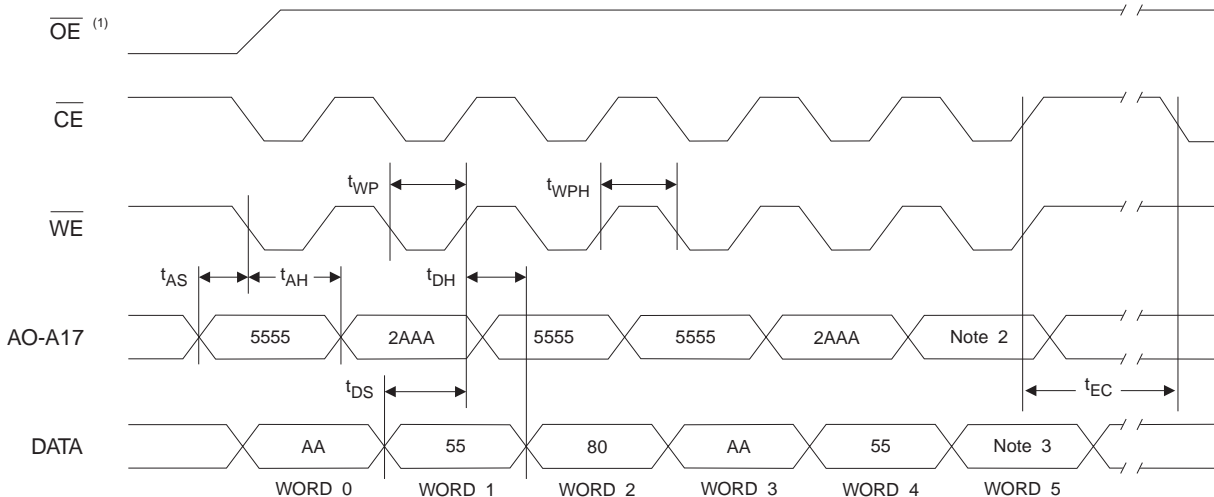 OE (1)
CE
tWP
tWPH
WE
tAS
tAH
tDH
AO-A17
5555
2AAA
5555
5555
2AAA
Note 2
tDS
tEC
DATA
AA
55
80
AA
55
Note 3
WORD 0
WORD 1
WORD 2
WORD 3
WORD 4
WORD 5